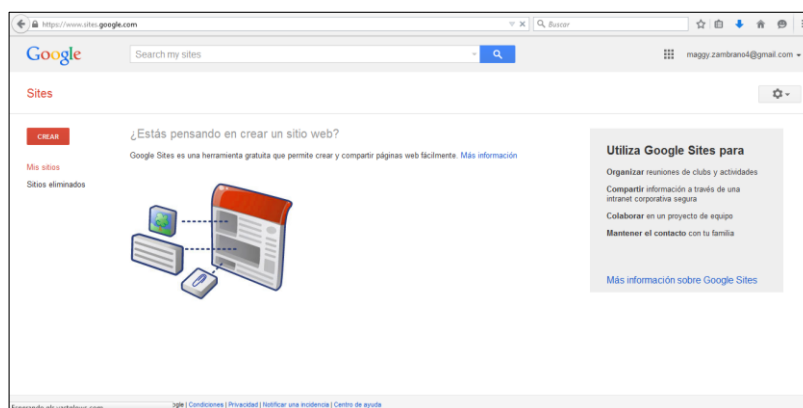 https://www.sites.google.com
Buscar
Google
Search my sites
maggy.zambrano4@gmail.com
Sites
CREAR
Mis sitios
Sitios eliminados
¿Estás pensando en crear un sitio web?
Google Sites es una herramienta gratuita que permite crear y compartir páginas web fácilmente. Más información
Utiliza Google Sites para
Organizar reuniones de clubs y actividades
Compartir información a través de una
intranet corporativa segura
Colaborar en un proyecto de equipo
Mantener el contacto con tu familia
Más información sobre Google Sites
ogle | Condiciones | Privacidad | Notificar una incidencia | Centro de ayuda